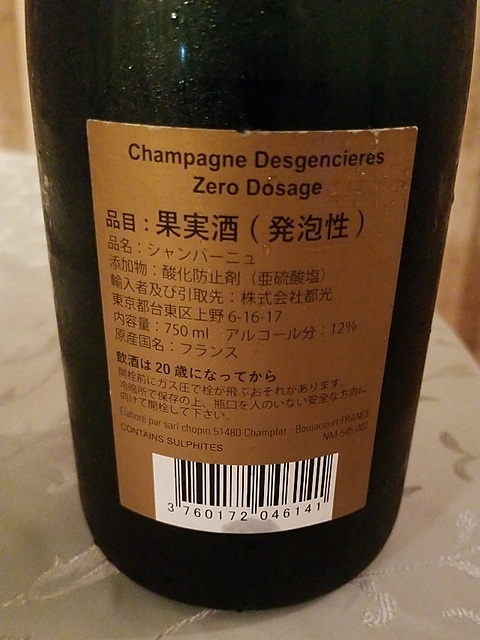 Champagne Desgencieres
Zero Dosage
品目：果実酒（発泡性）
品名：シャンパーニュ
添加物：酸化防止剤（亜硫酸塩）
輸入者及び引取先：株式会社都光
東京都台東区上野 6-16-17
内容量：750 ml　アルコール分：12%
原産国名：フランス
飲酒は 20 歳になってから
開栓前にガス圧で栓が飛ぶおそれがあります。
冷暗所で保存の上、瓶口を人のいない安全な方向に
向けて開栓して下さい。
Elaboré par sarl chopin 51480 Champlat - Boujacourt FRANCE
NM-545-002
CONTAINS SULPHITES
3 760172 046141